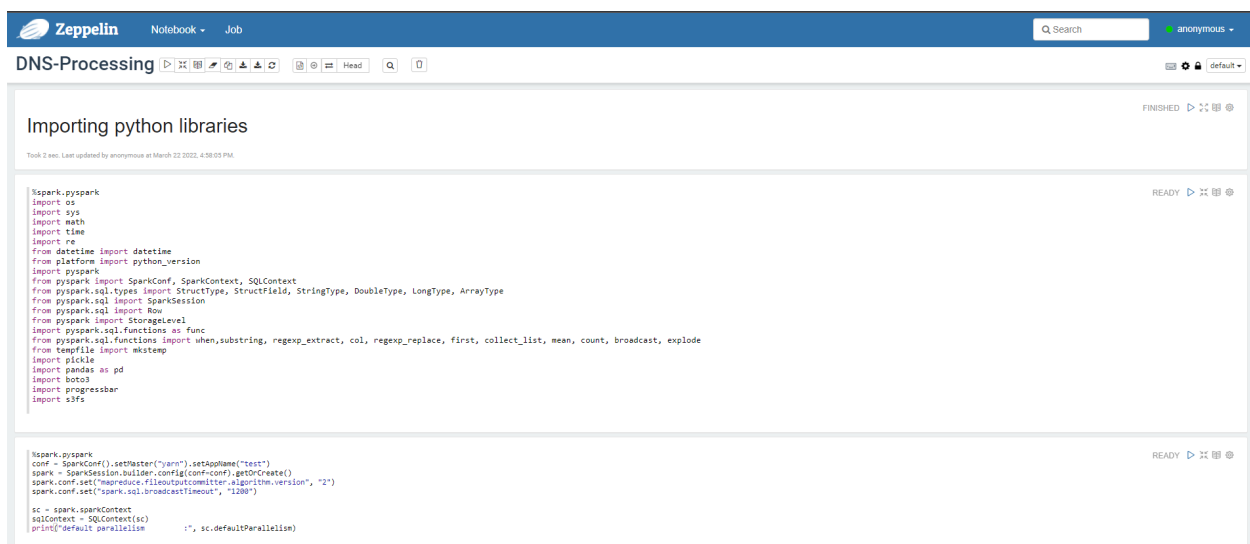 Zeppelin Notebook Job Search anonymous
DNS-Processing Head default
FINISHED
Importing python libraries
Took 2 sec. Last updated by anonymous at March 22 2022, 4:58:05 PM.
READY
%spark.pyspark
import os
import sys
import math
import time
import re
from datetime import datetime
from platform import python_version
import pyspark
from pyspark import SparkConf, SparkContext, SQLContext
from pyspark.sql.types import StructType, StructField, StringType, DoubleType, LongType, ArrayType
from pyspark.sql import SparkSession
from pyspark.sql import Row
from pyspark import StorageLevel
import pyspark.sql.functions as func
from pyspark.sql.functions import when,substring, regexp_extract, col, regexp_replace, first, collect_list, mean, count, broadcast, explode
from tempfile import mkstemp
import pickle
import pandas as pd
import boto3
import progressbar
import s3fs
READY
%spark.pyspark
conf = SparkConf().setMaster("yarn").setAppName("test")
spark = SparkSession.builder.config(conf=conf).getOrCreate()
spark.conf.set("mapreduce.fileoutputcommitter.algorithm.version", "2")
spark.conf.set("spark.sql.broadcastTimeout", "1200")
sc = spark.sparkContext
sqlContext = SQLContext(sc)
print("default parallelism        :", sc.defaultParallelism)